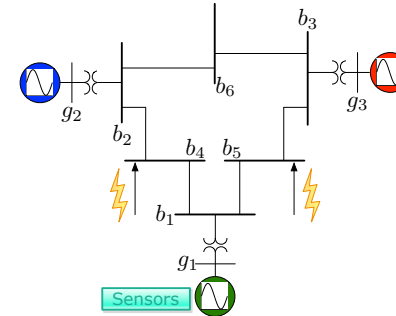 b₃
b₆
g₂
g₃
b₂
b₄
b₅
b₁
g₁
Sensors